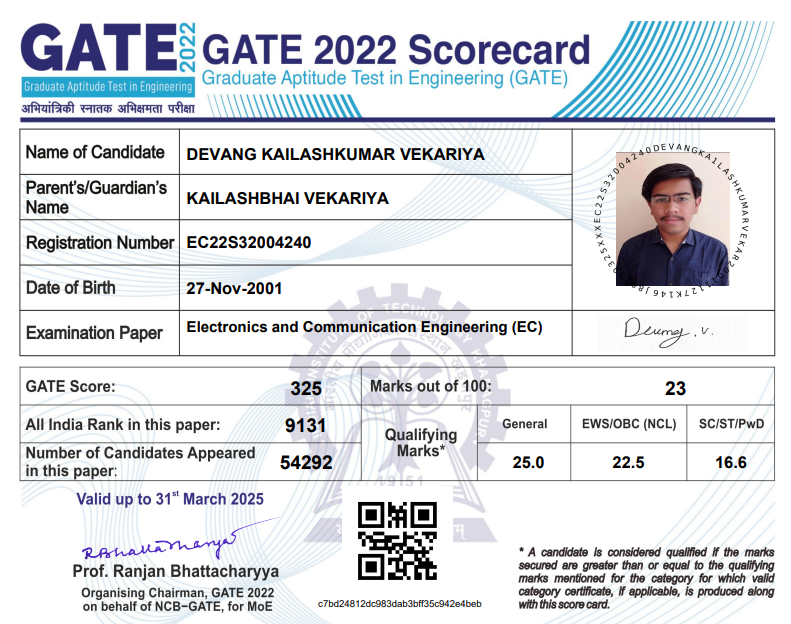 GATE 2022
Graduate Aptitude Test in Engineering
अभियांत्रिकी स्नातक अभिक्षमता परीक्षा
GATE 2022 Scorecard
Graduate Aptitude Test in Engineering (GATE)
Name of Candidate DEVANG KAILASHKUMAR VEKARIYA
Parent's/Guardian's Name KAILASHBHAI VEKARIYA
Registration Number EC22S32004240
Date of Birth 27-Nov-2001
Examination Paper Electronics and Communication Engineering (EC)
GATE Score: 325 Marks out of 100: 23
All India Rank in this paper: 9131
Number of Candidates Appeared in this paper: 54292
Qualifying Marks*
General EWS/OBC (NCL) SC/ST/PwD
25.0 22.5 16.6
Valid up to 31st March 2025
Prof. Ranjan Bhattacharyya
Organising Chairman, GATE 2022
on behalf of NCB–GATE, for MoE
c7bd24812dc983dab3bff35c942e4beb
* A candidate is considered qualified if the marks
secured are greater than or equal to the qualifying
marks mentioned for the category for which valid
category certificate, if applicable, is produced along
with this score card.